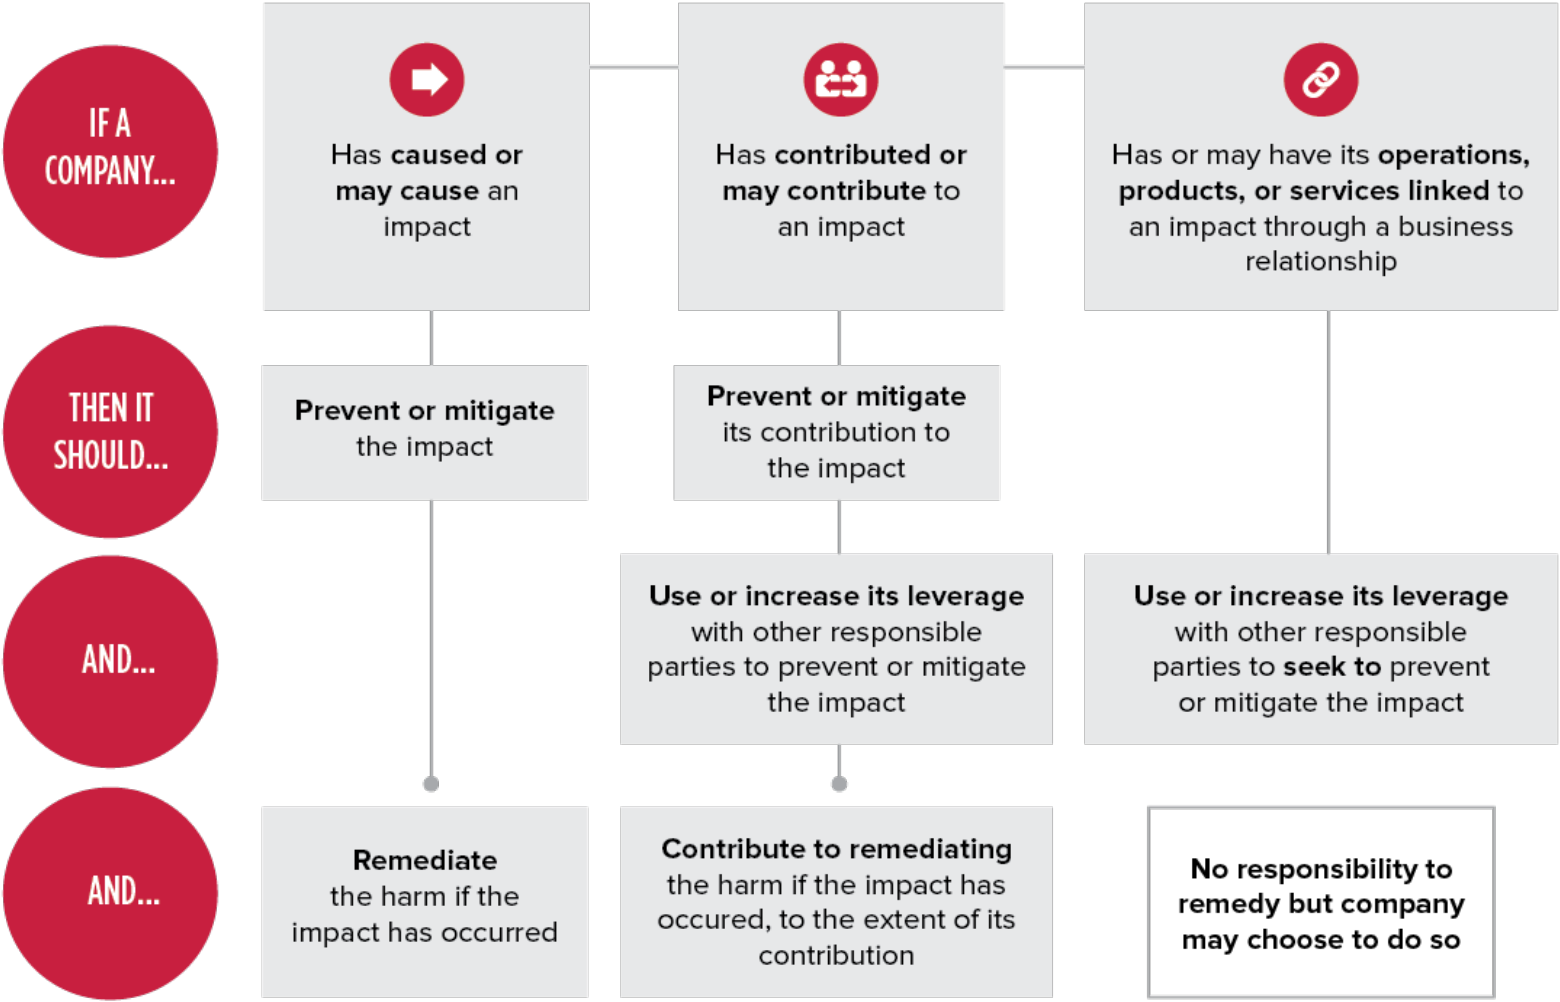 IF A
COMPANY...
Has caused or
may cause an
impact
Has contributed or
may contribute to
an impact
Has or may have its operations,
products, or services linked to
an impact through a business
relationship
THEN IT
SHOULD...
Prevent or mitigate
the impact
Prevent or mitigate
its contribution to
the impact
AND...
Use or increase its leverage
with other responsible
parties to prevent or mitigate
the impact
Use or increase its leverage
with other responsible
parties to seek to prevent
or mitigate the impact
AND...
Remediate
the harm if the
impact has occurred
Contribute to remediating
the harm if the impact has
occured, to the extent of its
contribution
No responsibility to
remedy but company
may choose to do so